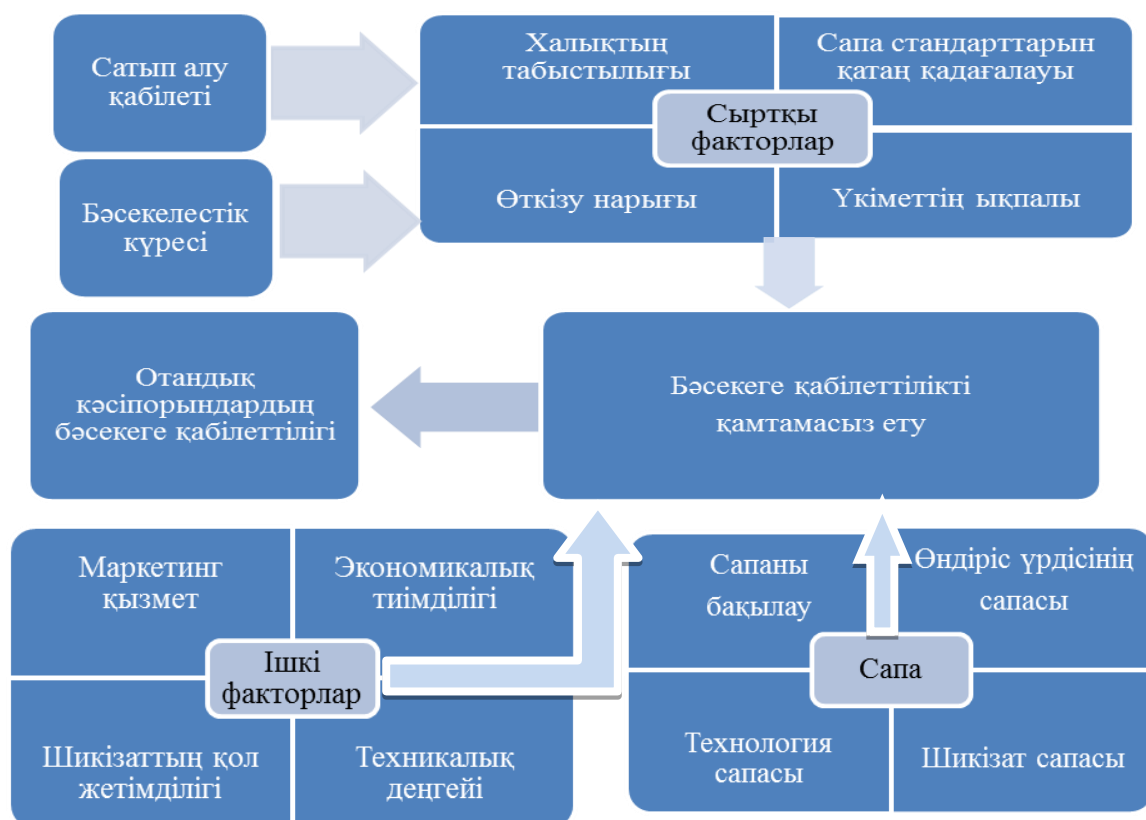 Сатып алу
қабілеті
Халықтың
табыстылығы
Сапа стандарттарын
қатаң қадағалауы
Сыртқы
факторлар
Бәсекелестік
күресі
Өткізу нарығы
Үкіметтің ықпалы
Отандық
кәсіпорындардың
бәсекеге қабілеттілігі
Бәсекеге қабілеттілікті
қамтамасыз ету
Маркетинг
қызмет
Экономикалық
тиімділігі
Ішкі
факторлар
Шикізаттың қол
жетімділігі
Техникалық
деңгейі
Сапаны
бақылау
Өндіріс үрдісінің
сапасы
Сапа
Технология
сапасы
Шикізат сапасы